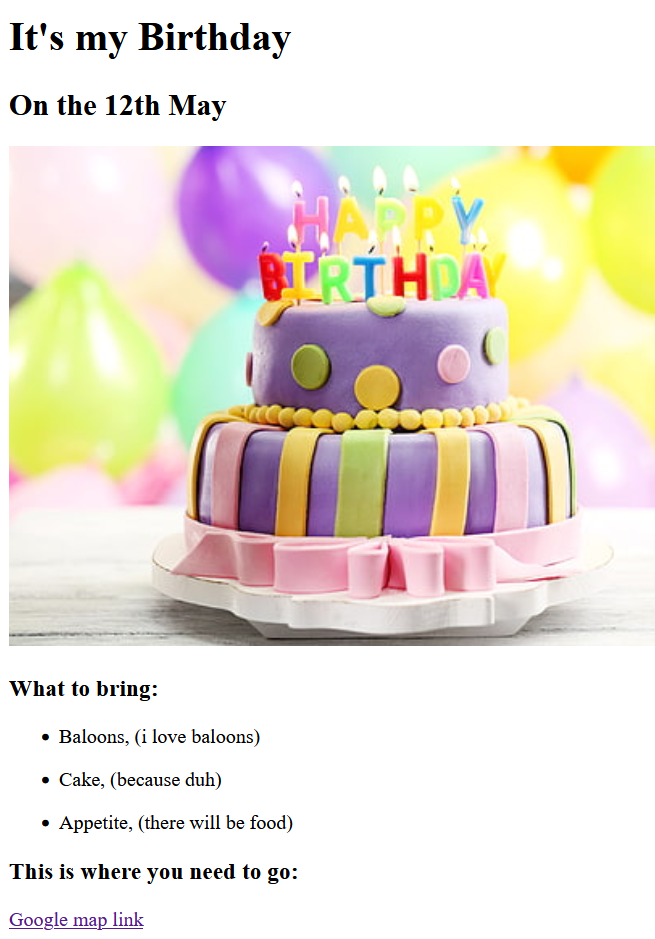 It's my Birthday
On the 12th May
HAPPY
BIRTHDAY
What to bring:
Baloons, (i love baloons)
Cake, (because duh)
Appetite, (there will be food)
This is where you need to go:
Google map link